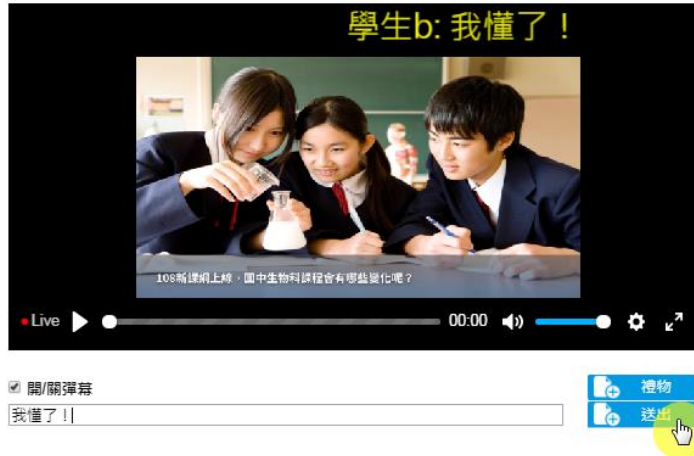 學生b: 我懂了！
108新課綱上線，國中生物科課程會有哪些變化呢？
Live 00:00
開/關彈幕
禮物
我懂了！
送出